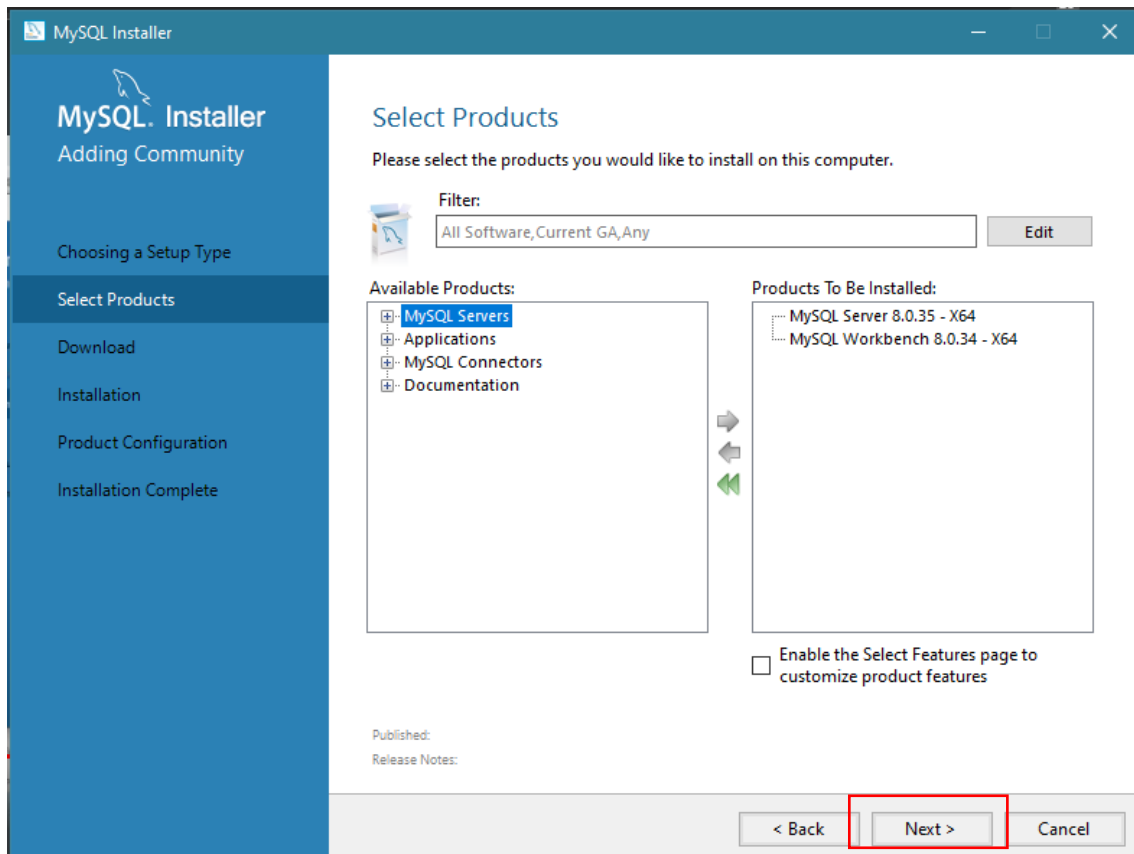 MySQL Installer
MySQL. Installer
Adding Community
Choosing a Setup Type
Select Products
Download
Installation
Product Configuration
Installation Complete
Select Products
Please select the products you would like to install on this computer.
Filter:
All Software,Current GA,Any
Edit
Available Products:
MySQL Servers
Applications
MySQL Connectors
Documentation
Products To Be Installed:
MySQL Server 8.0.35 - X64
MySQL Workbench 8.0.34 - X64
Enable the Select Features page to
customize product features
Published:
Release Notes:
< Back
Next >
Cancel